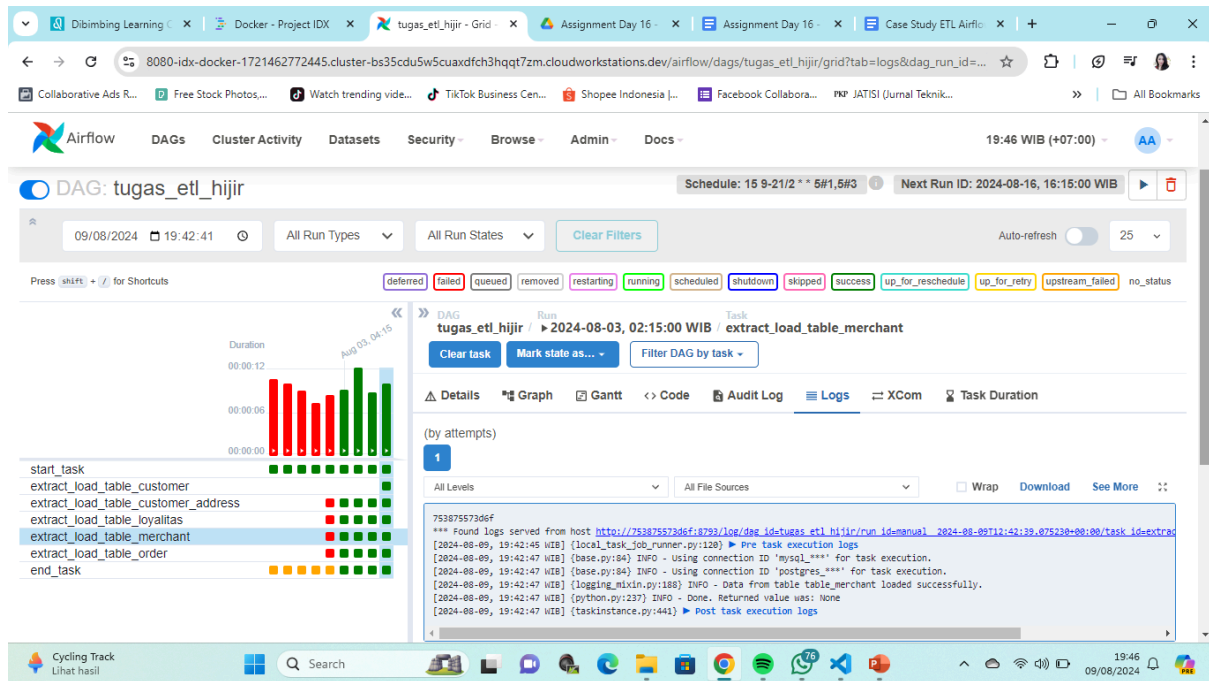 Dibimbing Learning C
Docker - Project IDX
tugas_etl_hijir - Grid -
Assignment Day 16 -
Assignment Day 16 -
Case Study ETL Airflo
8080-idx-docker-1721462772445.cluster-bs35cdu5w5cuaxdfch3hqqt7zm.cloudworkstations.dev/airflow/dags/tugas_etl_hijir/grid?tab=logs&dag_run_id=...
Collaborative Ads R...
Free Stock Photos,...
Watch trending vide...
TikTok Business Cen...
Shopee Indonesia |...
Facebook Collabora...
PKP JATISI (Jurnal Teknik...
All Bookmarks
Airflow
DAGs
Cluster Activity
Datasets
Security
Browse
Admin
Docs
19:46 WIB (+07:00)
AA
DAG: tugas_etl_hijir
Schedule: 15 9-21/2 * * 5#1,5#3
Next Run ID: 2024-08-16, 16:15:00 WIB
09/08/2024 19:42:41
All Run Types
All Run States
Clear Filters
Auto-refresh
25
Press shift + / for Shortcuts
deferred failed queued removed restarting running scheduled shutdown skipped success up_for_reschedule up_for_retry upstream_failed no_status
Duration
Aug 03, 04:15
00:00:12
00:00:06
00:00:00
start_task
extract_load_table_customer
extract_load_table_customer_address
extract_load_table_loyalitas
extract_load_table_merchant
extract_load_table_order
end_task
DAG
Run
Task
tugas_etl_hijir / 2024-08-03, 02:15:00 WIB / extract_load_table_merchant
Clear task
Mark state as...
Filter DAG by task
Details
Graph
Gantt
Code
Audit Log
Logs
XCom
Task Duration
(by attempts)
1
All Levels
All File Sources
Wrap
Download
See More
753875573d6f
*** Found logs served from host http://753875573d6f:8793/log/dag_id=tugas_etl_hijir/run_id=manual__2024-08-09T12:42:39.075230+00:00/task_id=extrac
[2024-08-09, 19:42:45 WIB] {local_task_job_runner.py:120} ▶ Pre task execution logs
[2024-08-09, 19:42:47 WIB] {base.py:84} INFO - Using connection ID 'mysql_***' for task execution.
[2024-08-09, 19:42:47 WIB] {base.py:84} INFO - Using connection ID 'postgres_***' for task execution.
[2024-08-09, 19:42:47 WIB] {logging_mixin.py:188} INFO - Data from table table_merchant loaded successfully.
[2024-08-09, 19:42:47 WIB] {python.py:237} INFO - Done. Returned value was: None
[2024-08-09, 19:42:47 WIB] {taskinstance.py:441} ▶ Post task execution logs
Cycling Track
Lihat hasil
Search
76
19:46
09/08/2024
PRE